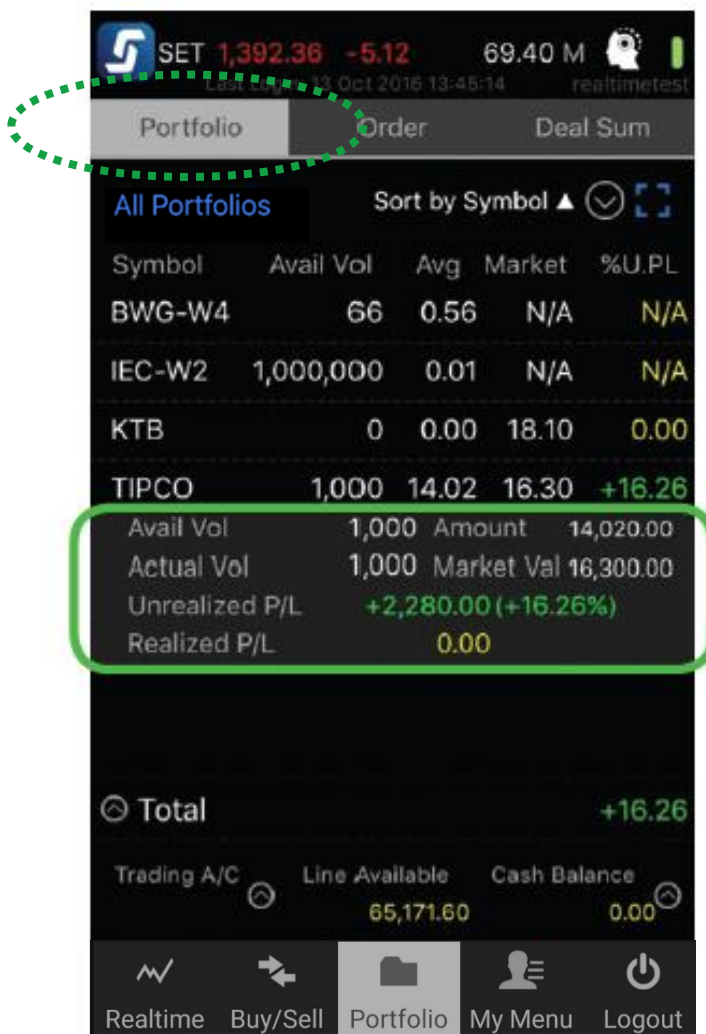 SET 1,392.36 -5.12 69.40 M
Last Login 13 Oct 2016 13:45:14 realtimetest
Portfolio Order Deal Sum
All Portfolios Sort by Symbol ▲
Symbol Avail Vol Avg Market %U.PL
BWG-W4 66 0.56 N/A N/A
IEC-W2 1,000,000 0.01 N/A N/A
KTB 0 0.00 18.10 0.00
TIPCO 1,000 14.02 16.30 +16.26
Avail Vol 1,000 Amount 14,020.00
Actual Vol 1,000 Market Val 16,300.00
Unrealized P/L +2,280.00 (+16.26%)
Realized P/L 0.00
Total +16.26
Trading A/C Line Available Cash Balance
65,171.60 0.00
Realtime Buy/Sell Portfolio My Menu Logout